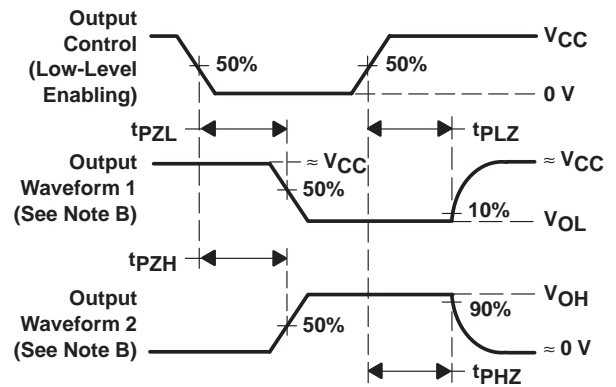 Output
Control
(Low-Level
Enabling)
50%
50%
VCC
0 V
tPZL
tPLZ
Output
Waveform 1
(See Note B)
≈ VCC
50%
≈ VCC
10%
VOL
tPZH
Output
Waveform 2
(See Note B)
50%
VOH
90%
≈ 0 V
tPHZ